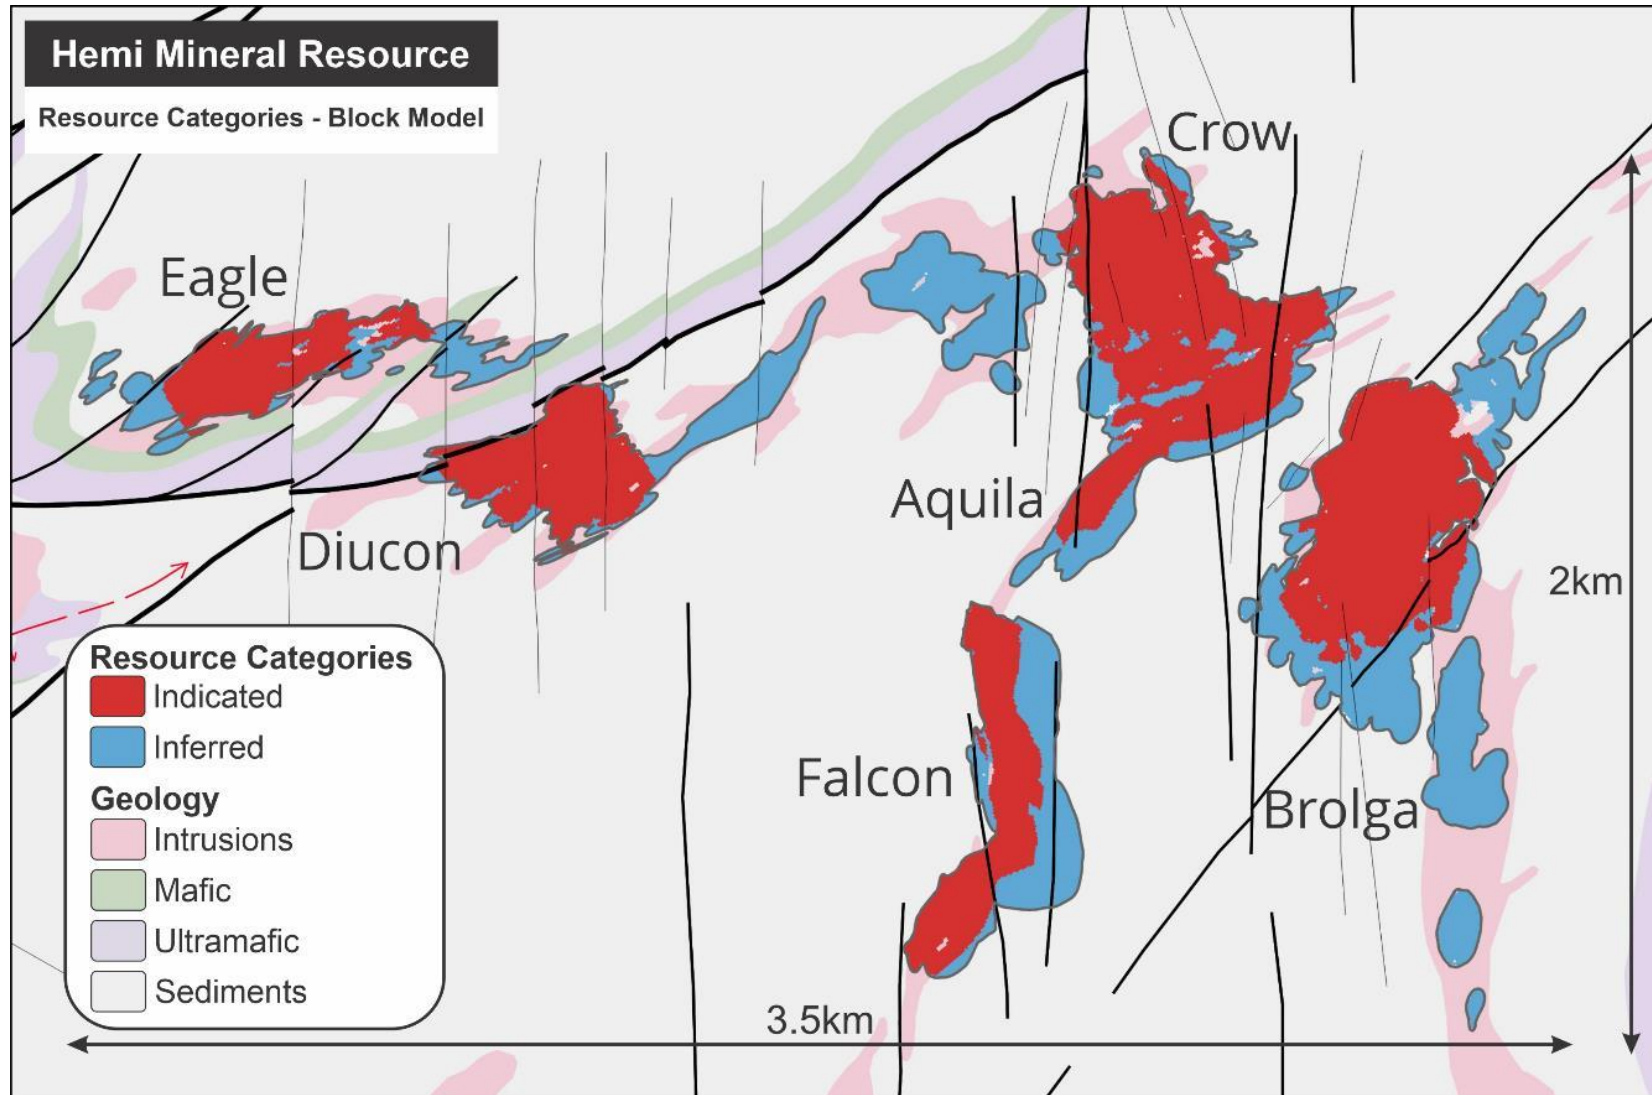 Hemi Mineral Resource
Resource Categories - Block Model
Crow
Eagle
Aquila
Diucon
2km
Falcon
Brolga
3.5km
Resource Categories
Indicated
Inferred
Geology
Intrusions
Mafic
Ultramafic
Sediments